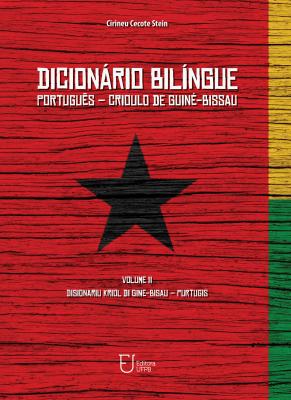 Cirineu Cecote Stein
DICIONÁRIO BILÍNGUE
PORTUGUÊS – CRIOULO DE GUINÉ-BISSAU
VOLUME II
DISIONARIU KRIOL DI GINE-BISAU – PURTUGIS
Editora
UFPB